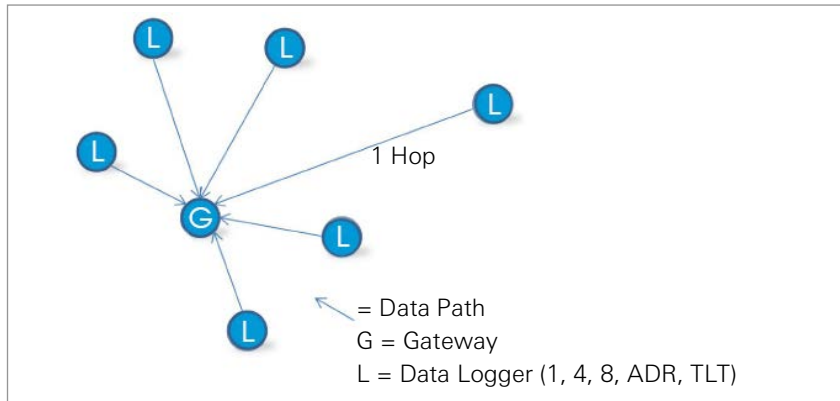 L
L
L
L
1 Hop
G
L
L
= Data Path
G = Gateway
L = Data Logger (1, 4, 8, ADR, TLT)